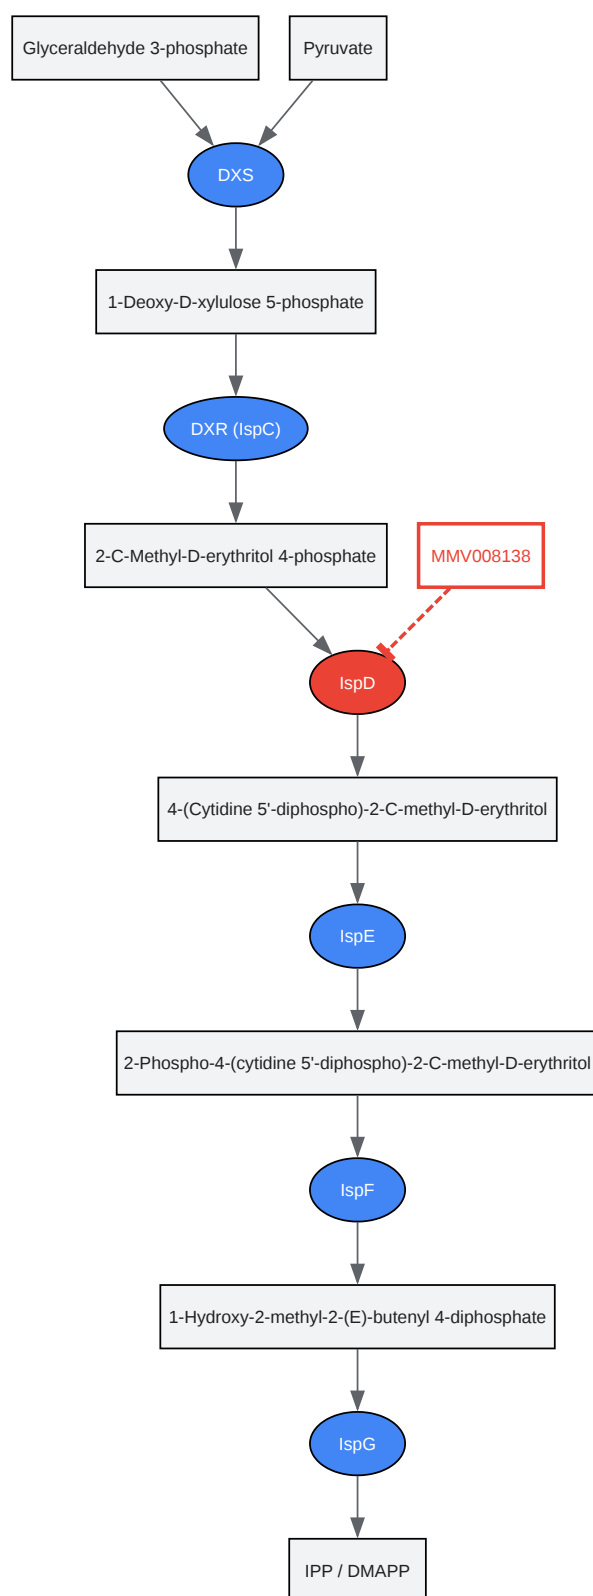 Glyceraldehyde 3-phosphate
Pyruvate
DXS
1-Deoxy-D-xylulose 5-phosphate
DXR (IspC)
2-C-Methyl-D-erythritol 4-phosphate
MMV008138
IspD
4-(Cytidine 5'-diphospho)-2-C-methyl-D-erythritol
IspE
2-Phospho-4-(cytidine 5'-diphospho)-2-C-methyl-D-erythritol
IspF
1-Hydroxy-2-methyl-2-(E)-butenyl 4-diphosphate
IspG
IPP / DMAPP